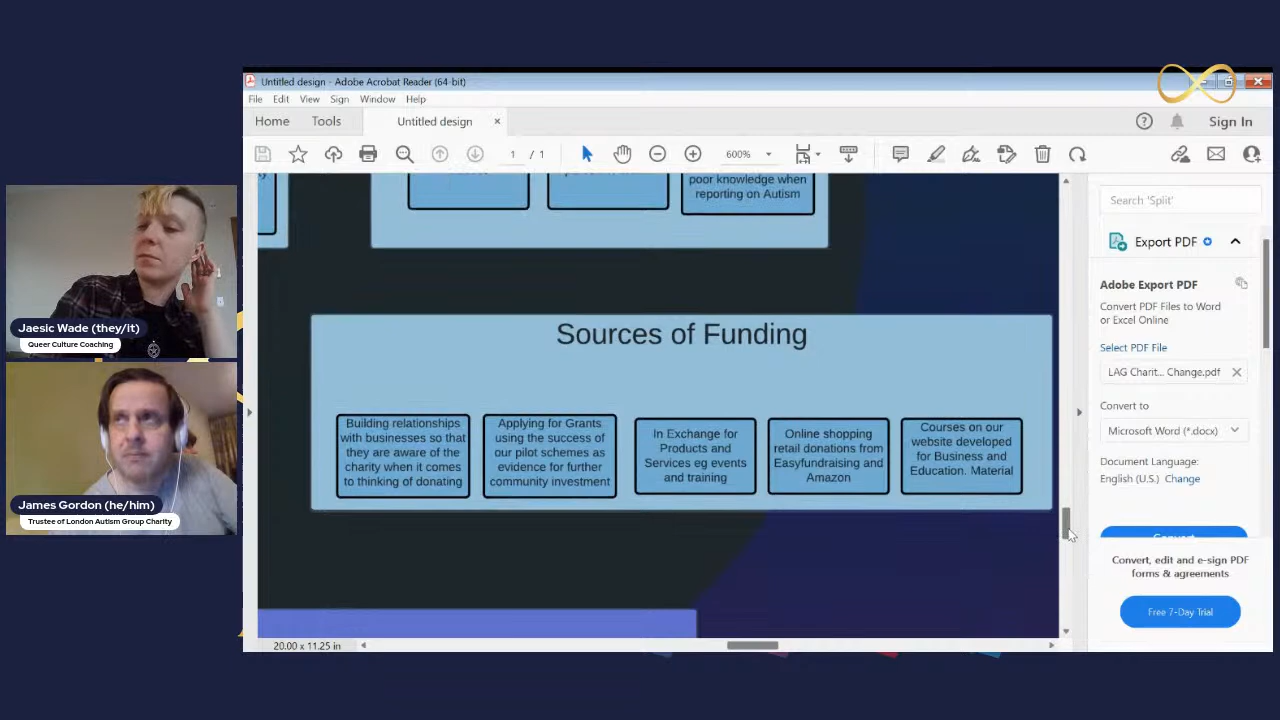 Untitled design - Adobe Acrobat Reader (64-bit)
File Edit View Sign Window Help
Home Tools Untitled design ×
Sign In
1 / 1
600%
poor knowledge when
reporting on Autism
Sources of Funding
Building relationships
with businesses so that
they are aware of the
charity when it comes
to thinking of donating
Applying for Grants
using the success of
our pilot schemes as
evidence for further
community investment
In Exchange for
Products and
Services eg events
and training
Online shopping
retail donations from
Easyfundraising and
Amazon
Courses on our
website developed
for Business and
Education. Material
20.00 x 11.25 in
Search 'Split'
Export PDF
Adobe Export PDF
Convert PDF Files to Word
or Excel Online
Select PDF File
LAG Charit... Change.pdf
Convert to
Microsoft Word (*.docx)
Document Language:
English (U.S.) Change
Convert
Convert, edit and e-sign PDF
forms & agreements
Free 7-Day Trial
Jaesic Wade (they/it)
Queer Culture Coaching
James Gordon (he/him)
Trustee of London Autism Group Charity